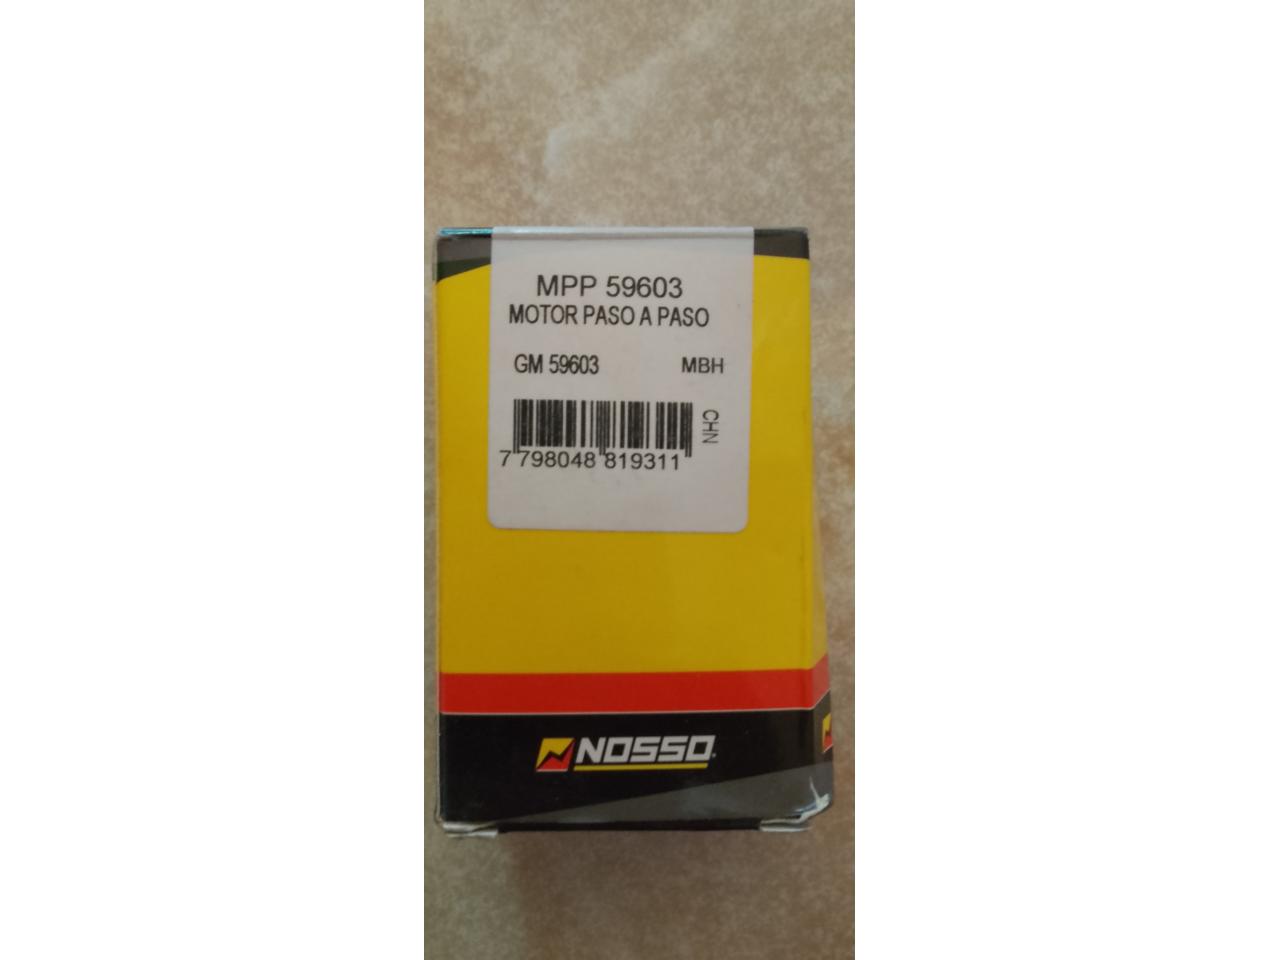 MPP 59603
MOTOR PASO A PASO
GM 59603 MBH
CHN
7 798048 819311
NOSSO